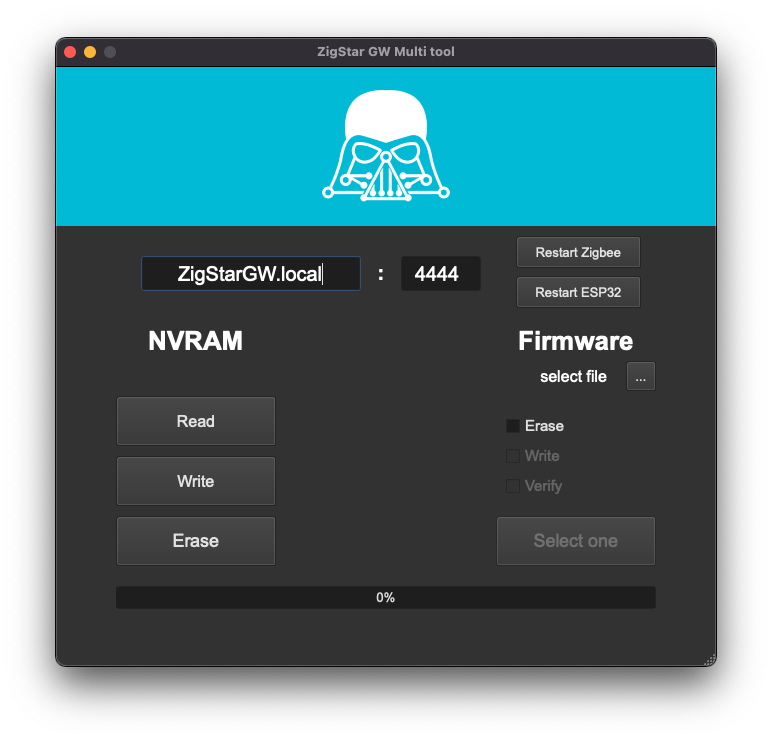 ZigStar GW Multi tool
ZigStarGW.local : 4444
Restart Zigbee
Restart ESP32
NVRAM
Firmware
select file ...
Read
Write
Erase
Erase
Write
Verify
Select one
0%